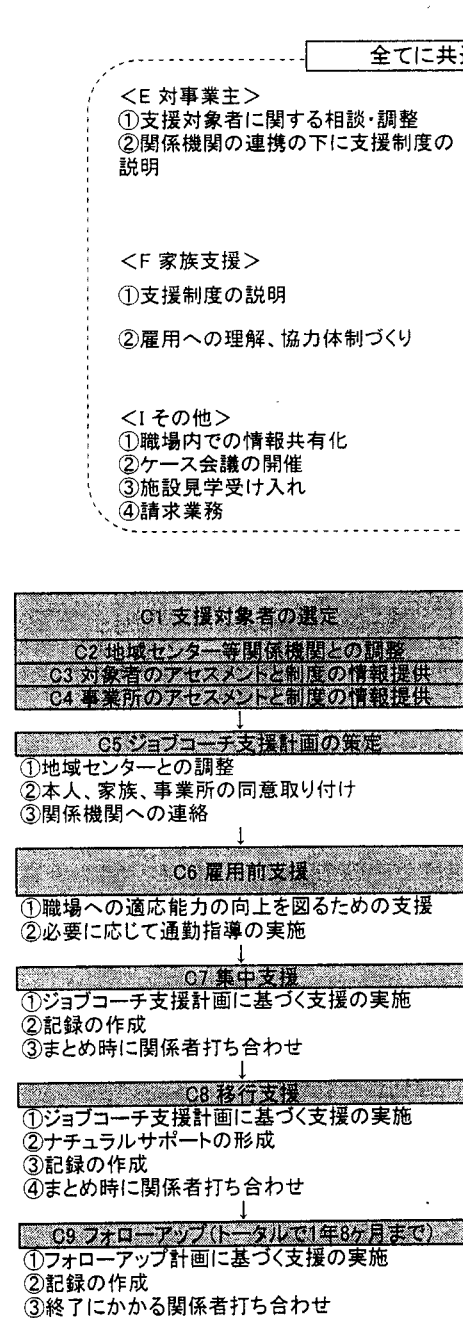 全てに共
<E 対事業主>
①支援対象者に関する相談・調整
②関係機関の連携の下に支援制度の
説明
<F 家族支援>
①支援制度の説明
②雇用への理解、協力体制づくり
<I その他>
①職場内での情報共有化
②ケース会議の開催
③施設見学受け入れ
④請求業務
C1 支援対象者の選定
C2 地域センター等関係機関との調整
C3 対象者のアセスメントと制度の情報提供
C4 事業所のアセスメントと制度の情報提供
↓
C5 ジョブコーチ支援計画の策定
①地域センターとの調整
②本人、家族、事業所の同意取り付け
③関係機関への連絡
↓
C6 雇用前支援
①職場への適応能力の向上を図るための支援
②必要に応じて通勤指導の実施
↓
C7 集中支援
①ジョブコーチ支援計画に基づく支援の実施
②記録の作成
③まとめ時に関係者打ち合わせ
↓
C8 移行支援
①ジョブコーチ支援計画に基づく支援の実施
②ナチュラルサポートの形成
③記録の作成
④まとめ時に関係者打ち合わせ
↓
C9 フォローアップ(トータルで1年8ヶ月まで)
①フォローアップ計画に基づく支援の実施
②記録の作成
③終了にかかる関係者打ち合わせ